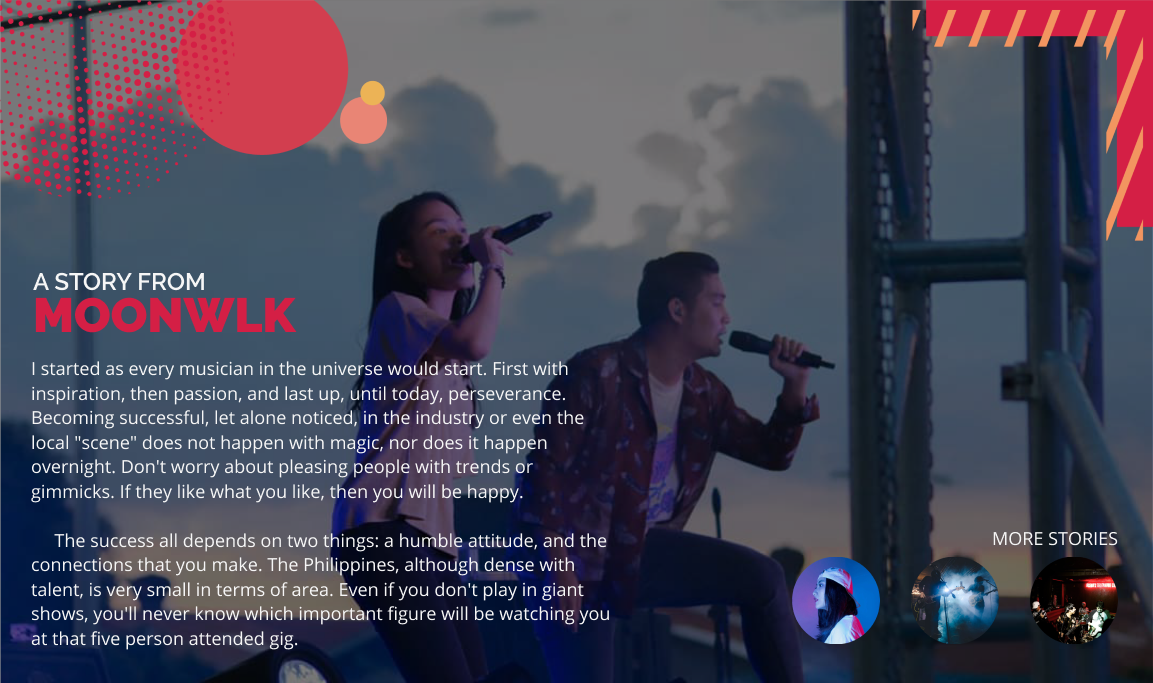 A STORY FROM
MOONWLK
I started as every musician in the universe would start. First with
inspiration, then passion, and last up, until today, perseverance.
Becoming successful, let alone noticed, in the industry or even the
local "scene" does not happen with magic, nor does it happen
overnight. Don't worry about pleasing people with trends or
gimmicks. If they like what you like, then you will be happy.
The success all depends on two things: a humble attitude, and the
connections that you make. The Philippines, although dense with
talent, is very small in terms of area. Even if you don't play in giant
shows, you'll never know which important figure will be watching you
at that five person attended gig.
MORE STORIES